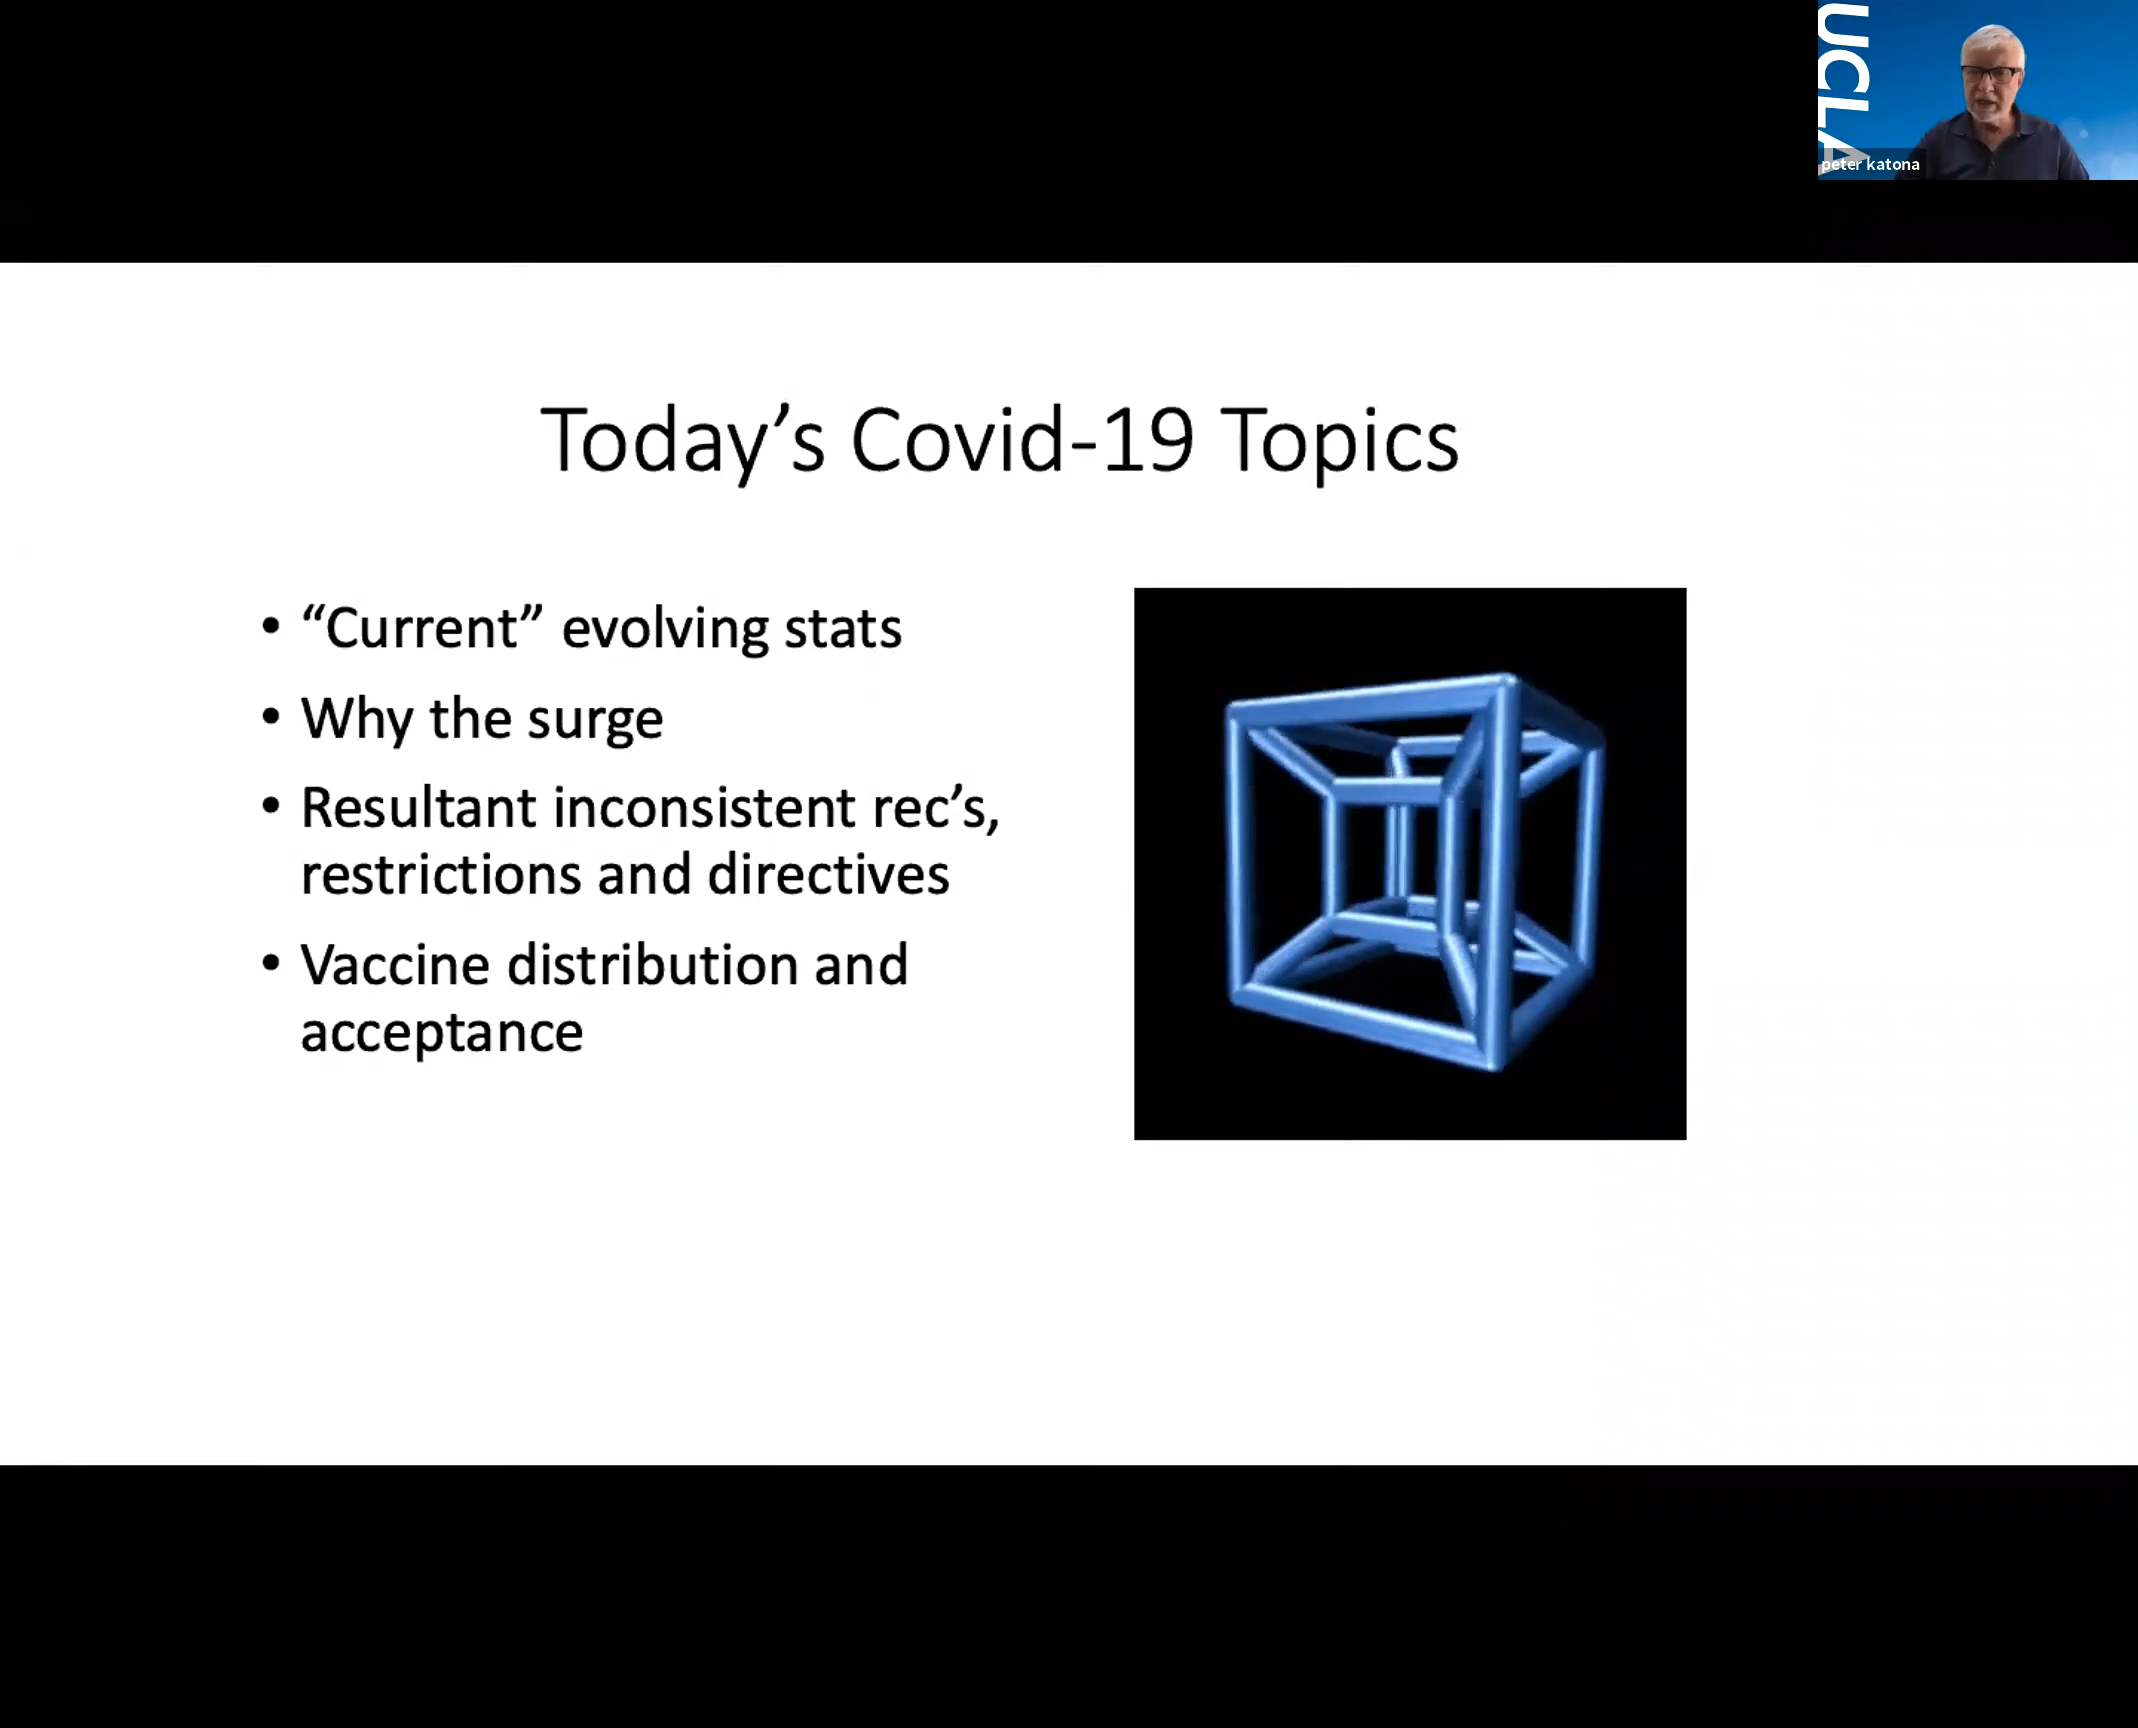 UCLA
peter katona
Today’s Covid-19 Topics
• “Current” evolving stats
• Why the surge
• Resultant inconsistent rec’s,
restrictions and directives
• Vaccine distribution and
acceptance